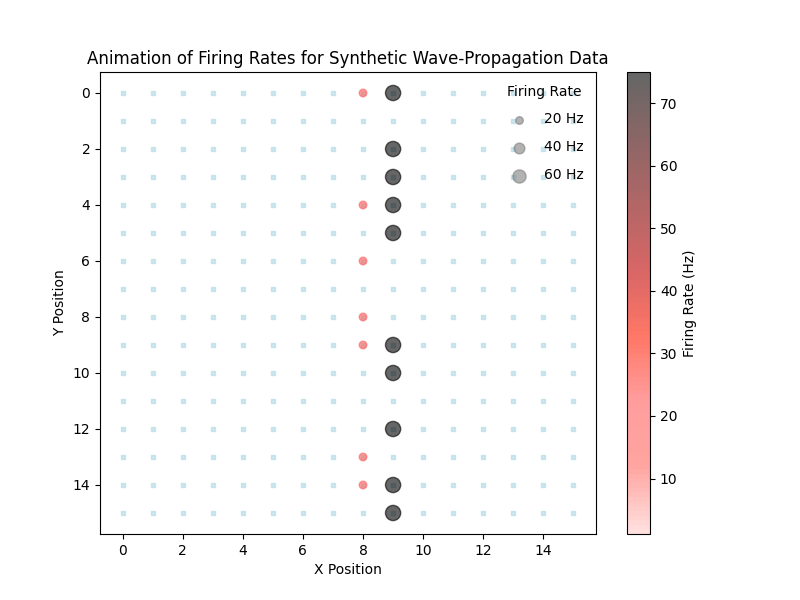 Animation of Firing Rates for Synthetic Wave-Propagation Data
Firing Rate
20 Hz
40 Hz
60 Hz
0
2
4
6
8
10
12
14
Y Position
0 2 4 6 8 10 12 14
X Position
70
60
50
40
30
20
10
Firing Rate (Hz)